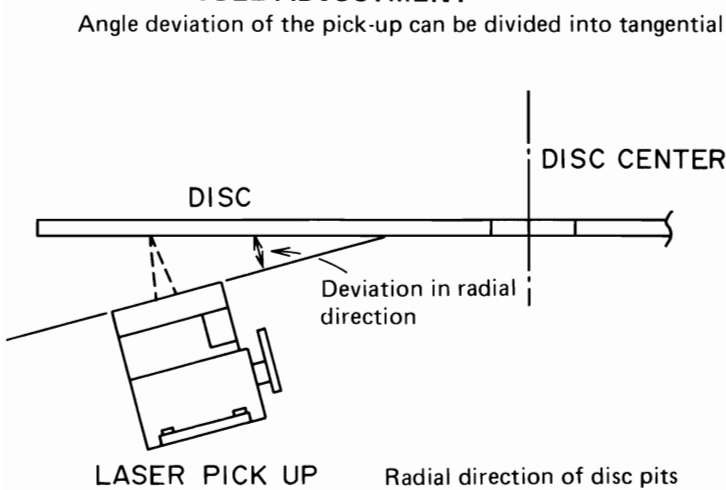 Angle deviation of the pick-up can be divided into tangential
DISC CENTER
DISC
Deviation in radial
direction
LASER PICK UP
Radial direction of disc pits